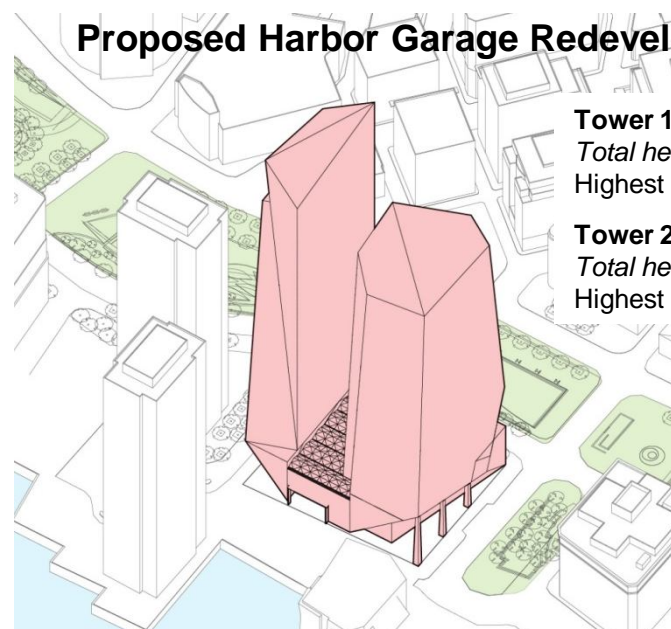 Proposed Harbor Garage Redevel
Tower 1
Total he
Highest
Tower 2
Total he
Highest